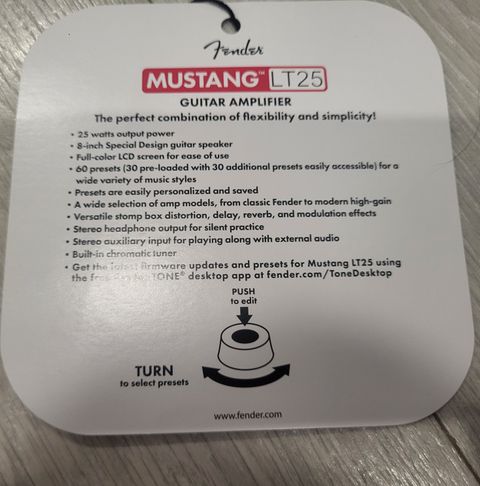 Fender
MUSTANG™ LT25
GUITAR AMPLIFIER
The perfect combination of flexibility and simplicity!
• 25 watts output power
• 8-inch Special Design guitar speaker
• Full-color LCD screen for ease of use
• 60 presets (30 pre-loaded with 30 additional presets easily accessible) for a
wide variety of music styles
• Presets are easily personalized and saved
• A wide selection of amp models, from classic Fender to modern high-gain
• Versatile stomp box distortion, delay, reverb, and modulation effects
• Stereo headphone output for silent practice
• Stereo auxiliary input for playing along with external audio
• Built-in chromatic tuner
• Get the latest firmware updates and presets for Mustang LT25 using
the free TONE® desktop app at fender.com/ToneDesktop
PUSH
to edit
TURN
to select presets
www.fender.com